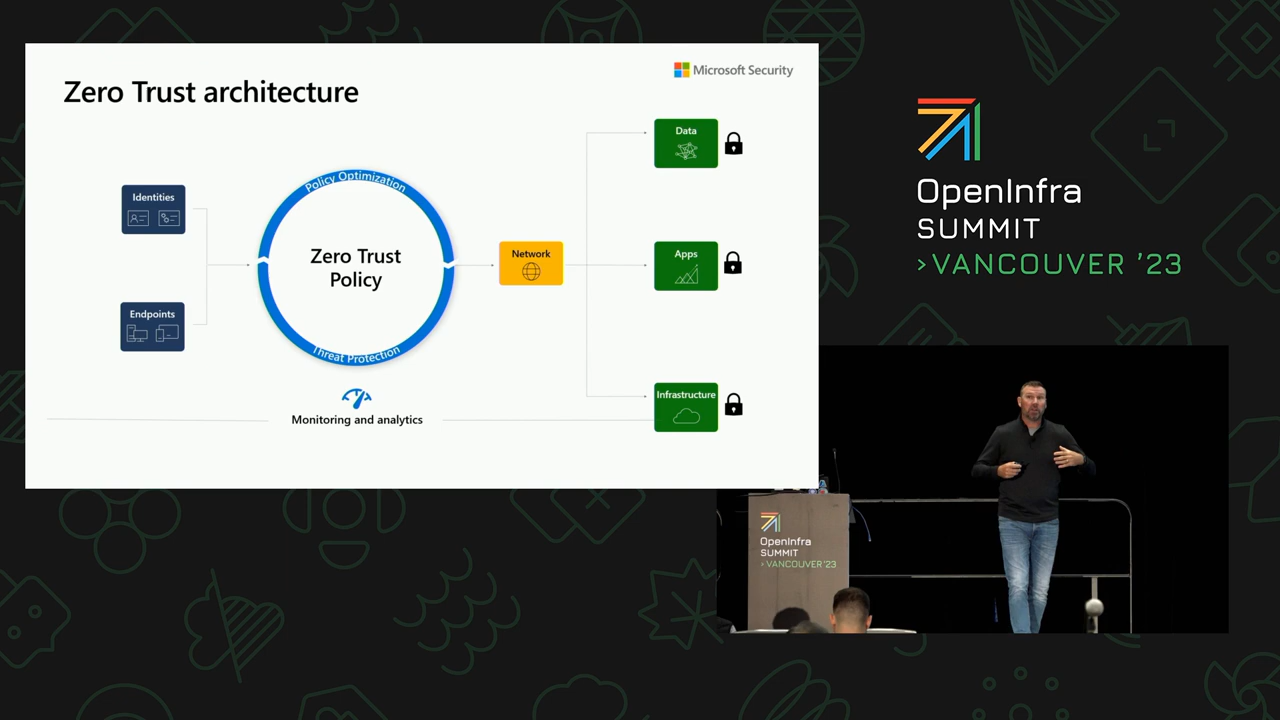 Zero Trust architecture
Microsoft Security
Identities
Endpoints
Policy Optimization
Zero Trust
Policy
Threat Protection
Monitoring and analytics
Network
Data
Apps
Infrastructure
OpenInfra
SUMMIT
>VANCOUVER '23
OpenInfra
SUMMIT
> VANCOUVER '23